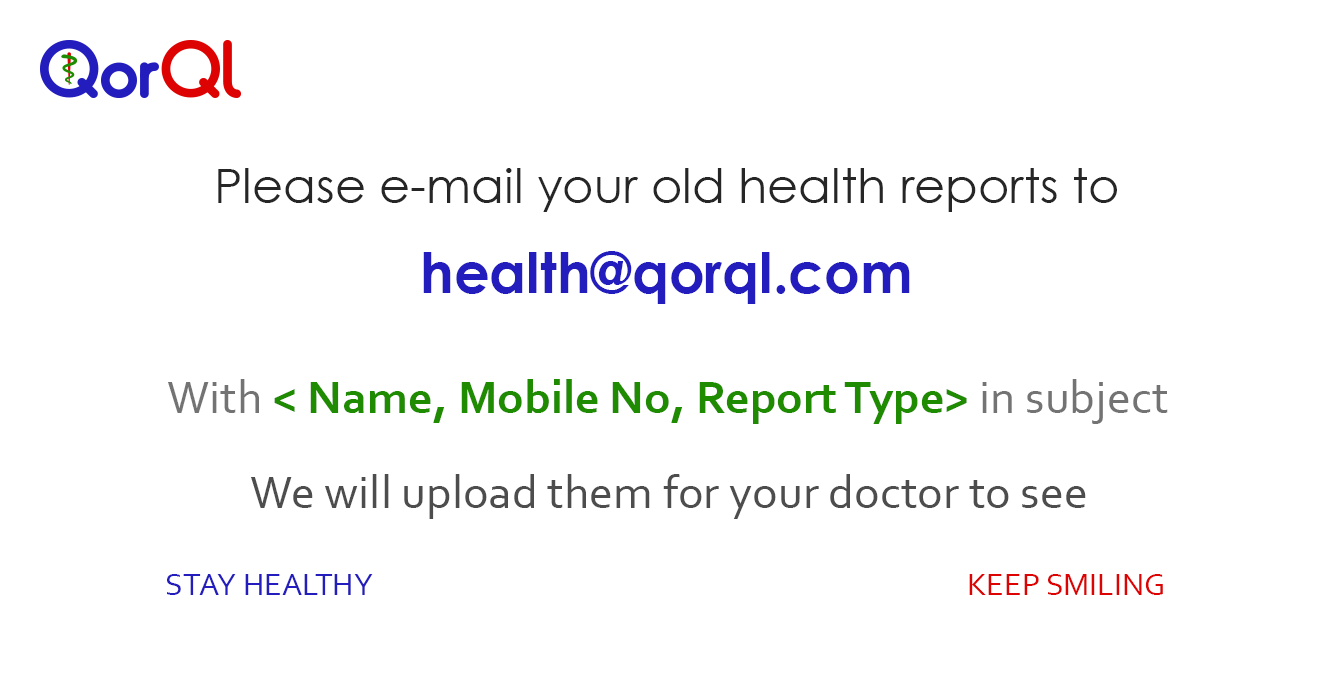 QorQl
Please e-mail your old health reports to
health@qorql.com
With < Name, Mobile No, Report Type> in subject
We will upload them for your doctor to see
STAY HEALTHY
KEEP SMILING